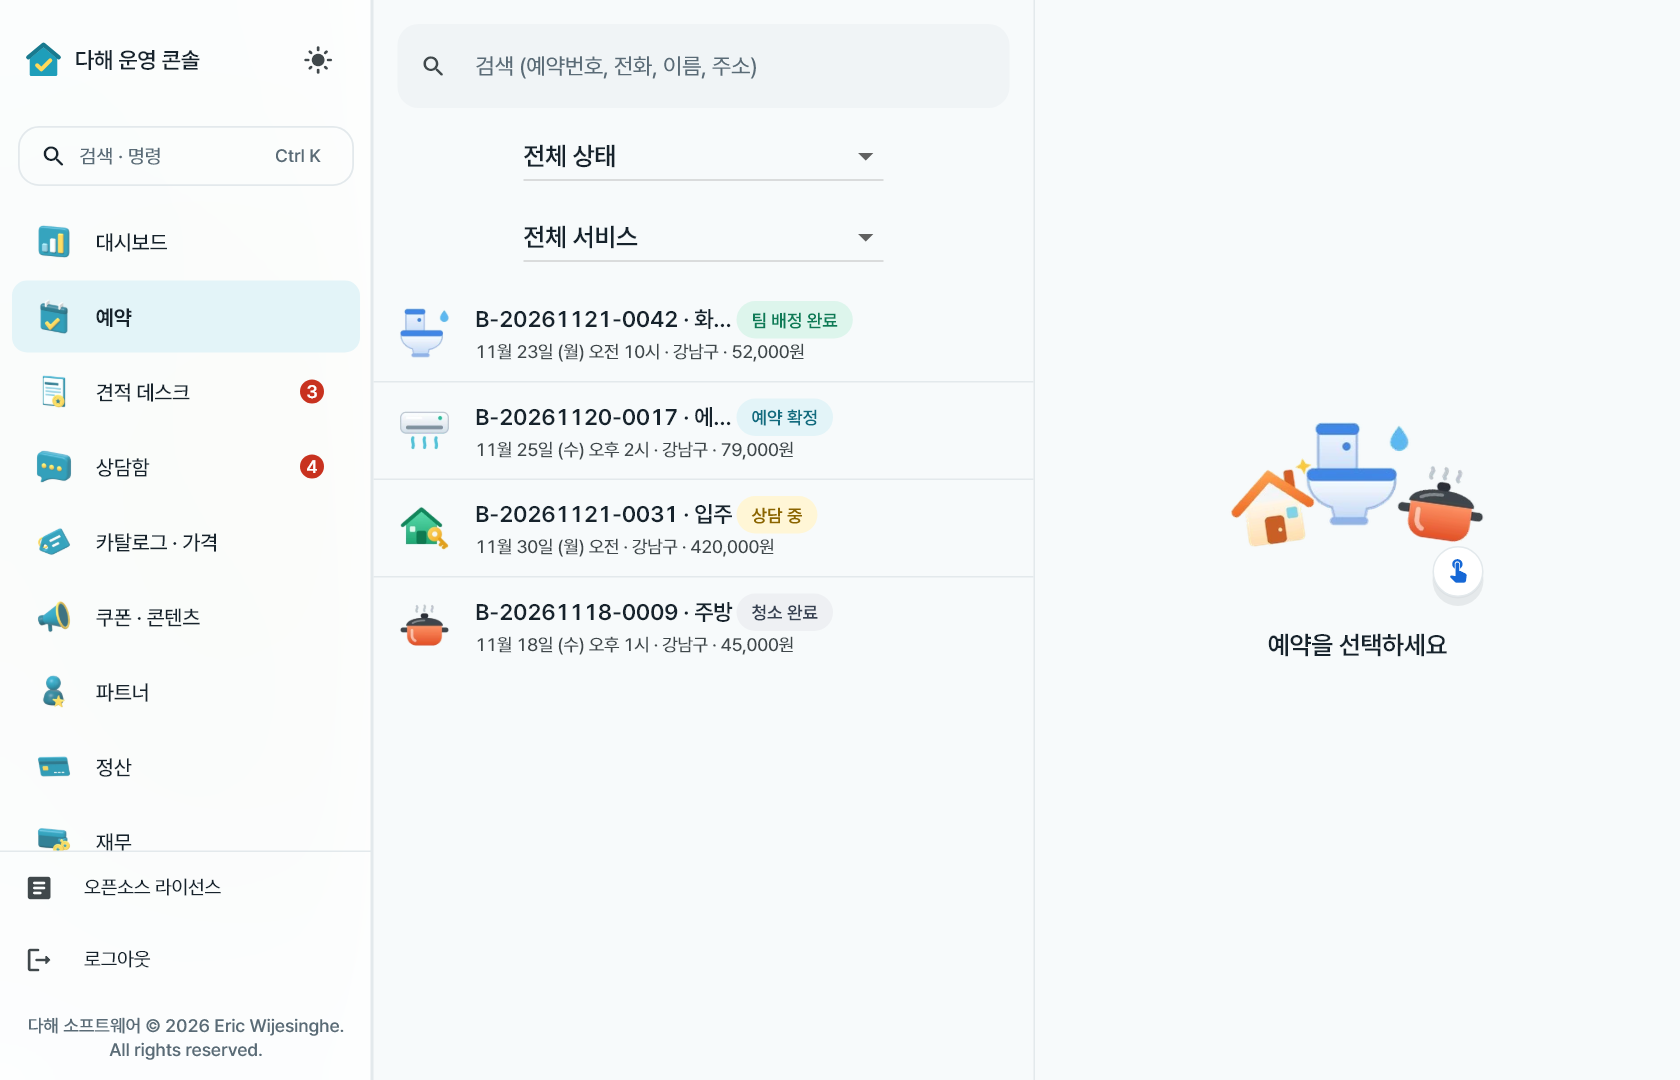 다해 운영 콘솔
검색 · 명령
Ctrl K
대시보드
예약
견적 데스크
3
상담함
4
카탈로그 · 가격
쿠폰 · 콘텐츠
파트너
정산
재무
오픈소스 라이선스
로그아웃
다해 소프트웨어 © 2026 Eric Wijesinghe.
All rights reserved.
검색 (예약번호, 전화, 이름, 주소)
전체 상태
전체 서비스
B-20261121-0042 · 화... 팀 배정 완료
11월 23일 (월) 오전 10시 · 강남구 · 52,000원
B-20261120-0017 · 에... 예약 확정
11월 25일 (수) 오후 2시 · 강남구 · 79,000원
B-20261121-0031 · 입주 상담 중
11월 30일 (월) 오전 · 강남구 · 420,000원
B-20261118-0009 · 주방 청소 완료
11월 18일 (수) 오후 1시 · 강남구 · 45,000원
예약을 선택하세요